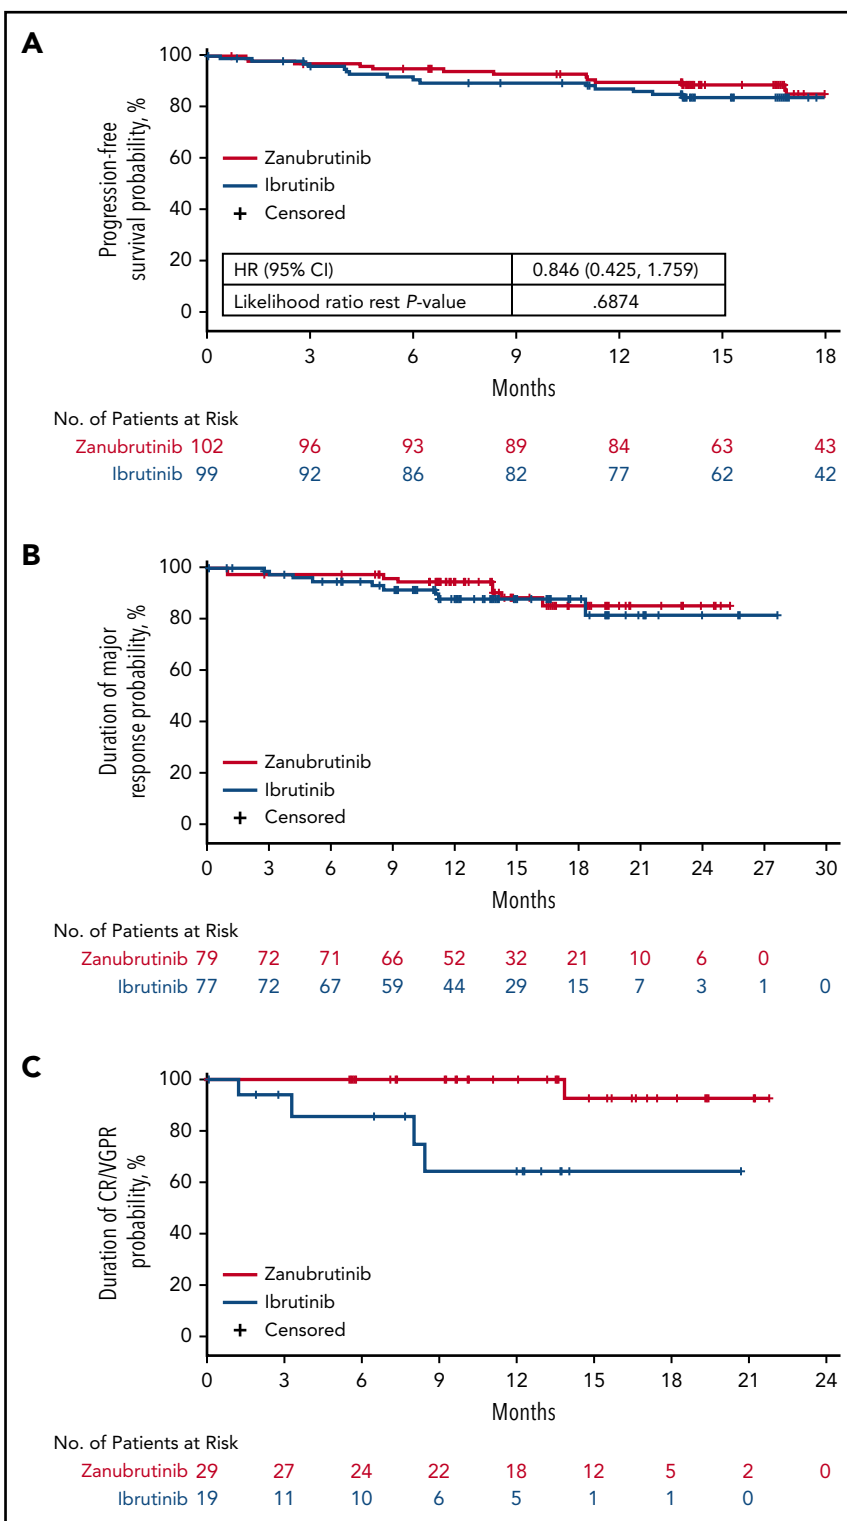 A
Progression-free
survival probability, %
100
80
60
40
20
0
Zanubrutinib
Ibrutinib
+ Censored
HR (95% CI) 0.846 (0.425, 1.759)
Likelihood ratio rest P-value .6874
0 3 6 9 12 15 18
Months
No. of Patients at Risk
Zanubrutinib 102 96 93 89 84 63 43
Ibrutinib 99 92 86 82 77 62 42
B
Duration of major
response probability, %
100
80
60
40
20
0
Zanubrutinib
Ibrutinib
+ Censored
0 3 6 9 12 15 18 21 24 27 30
Months
No. of Patients at Risk
Zanubrutinib 79 72 71 66 52 32 21 10 6 0
Ibrutinib 77 72 67 59 44 29 15 7 3 1 0
C
Duration of CR/VGPR
probability, %
100
80
60
40
20
0
Zanubrutinib
Ibrutinib
+ Censored
0 3 6 9 12 15 18 21 24
Months
No. of Patients at Risk
Zanubrutinib 29 27 24 22 18 12 5 2 0
Ibrutinib 19 11 10 6 5 1 1 0